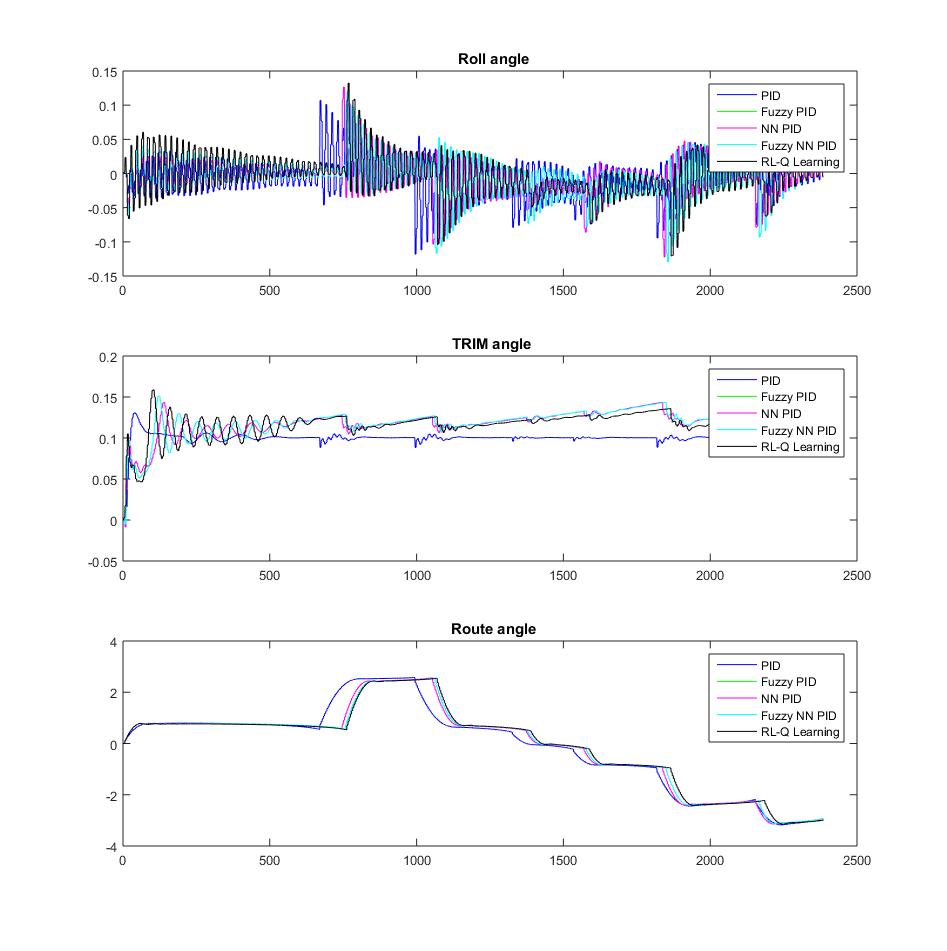 Roll angle
0.15
0.1
0.05
0
-0.05
-0.1
-0.15
PID
Fuzzy PID
NN PID
Fuzzy NN PID
RL-Q Learning
0 500 1000 1500 2000 2500
TRIM angle
0.2
0.15
0.1
0.05
0
-0.05
PID
Fuzzy PID
NN PID
Fuzzy NN PID
RL-Q Learning
0 500 1000 1500 2000 2500
Route angle
4
2
0
-2
-4
PID
Fuzzy PID
NN PID
Fuzzy NN PID
RL-Q Learning
0 500 1000 1500 2000 2500